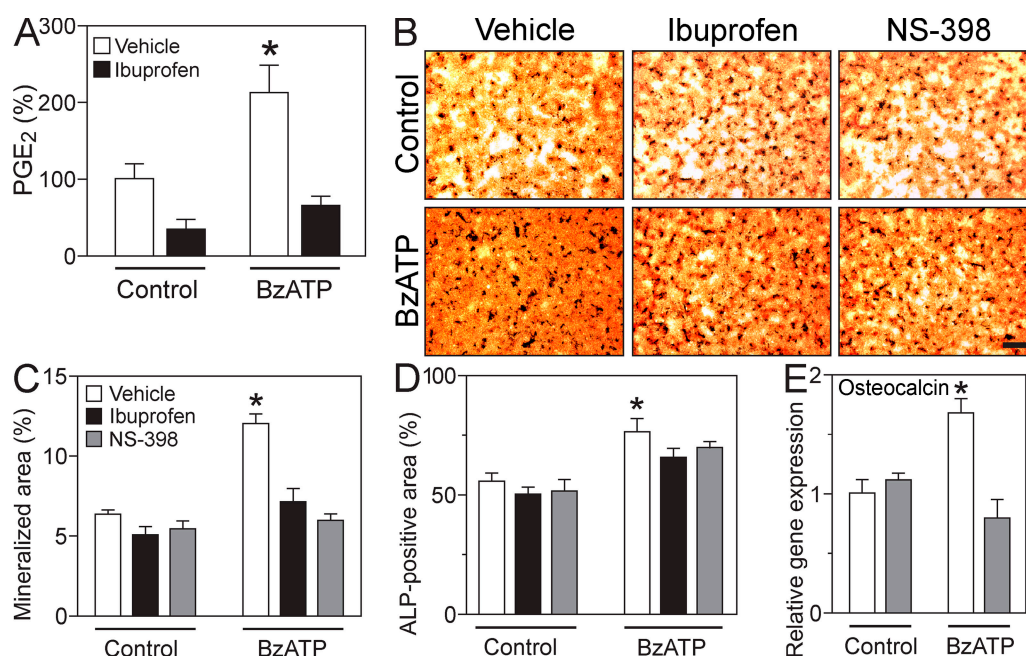 A
300
200
100
0
PGE2 (%)
Vehicle
Ibuprofen
*
Control
BzATP
B
Vehicle
Ibuprofen
NS-398
Control
BzATP
C
15
10
5
0
Mineralized area (%)
Vehicle
Ibuprofen
NS-398
*
Control
BzATP
D
100
50
0
ALP-positive area (%)
*
Control
BzATP
E
2
1
0
Relative gene expression
Osteocalcin
*
Control
BzATP